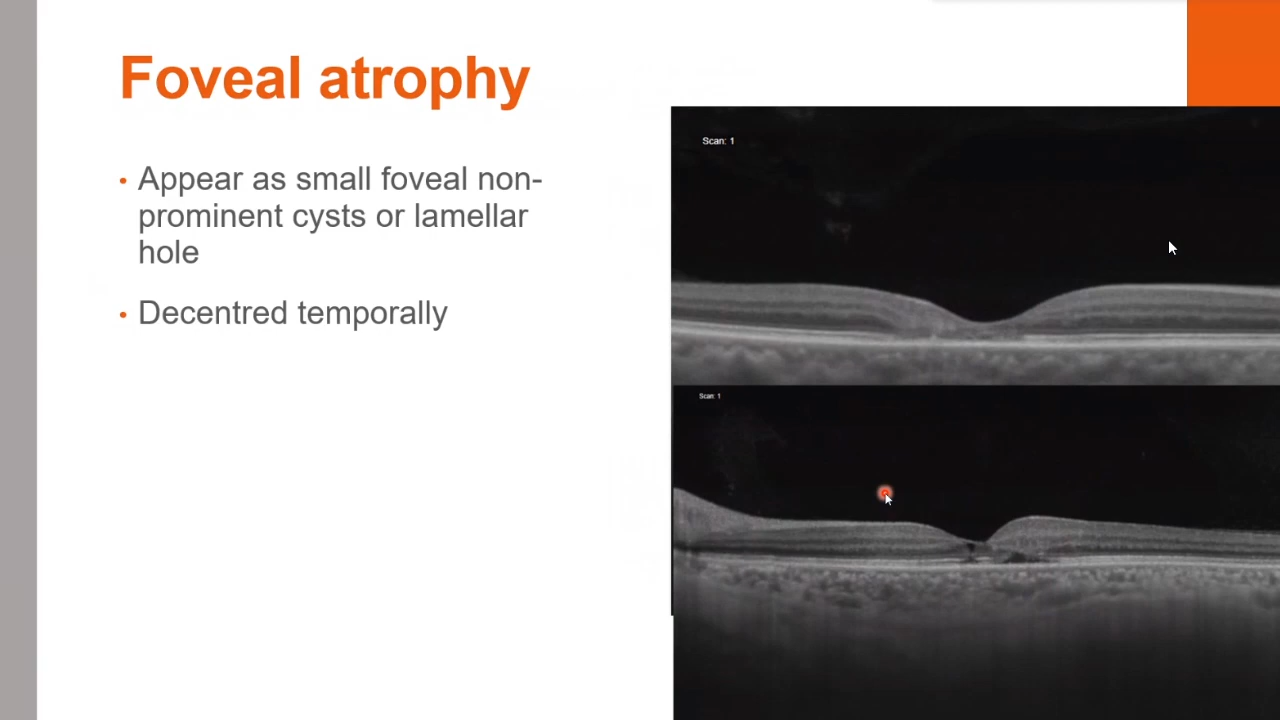 Foveal atrophy
• Appear as small foveal non-
prominent cysts or lamellar
hole
• Decentred temporally
Scan: 1
Scan: 1